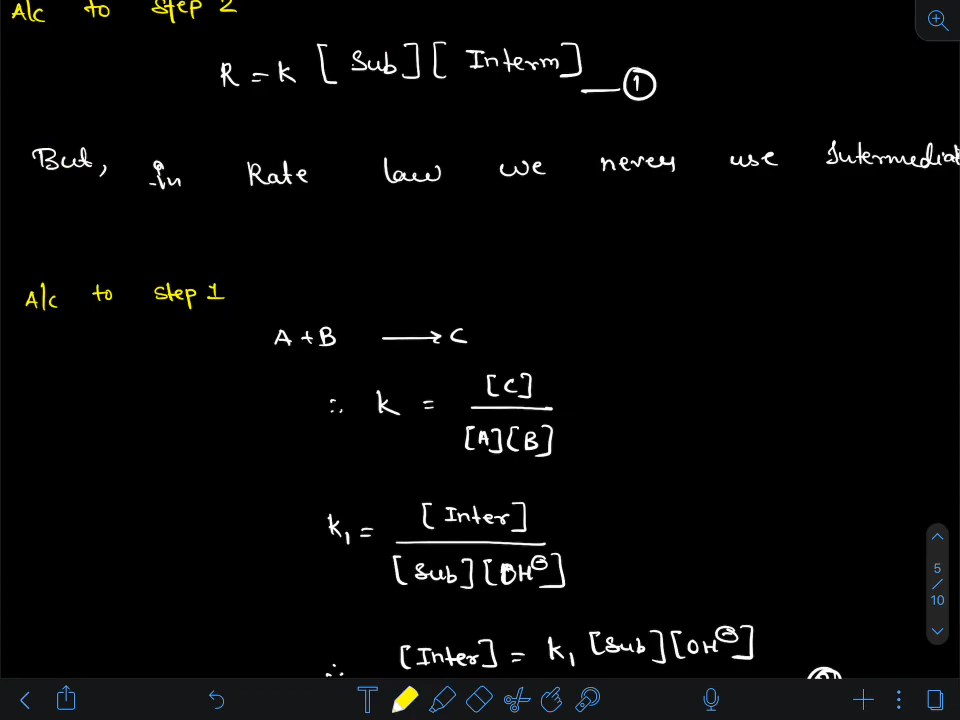 A/c to step 2
R = K [Sub][Interm] — ①
But, In Rate law we never use Intermediat
A/c to step 1
A + B ⟶ C
∴ K = [C] / [A][B]
K₁ = [Inter] / [Sub][OH⊖]
∴ [Inter] = K₁ [Sub][OH⊖]
5 / 10
T